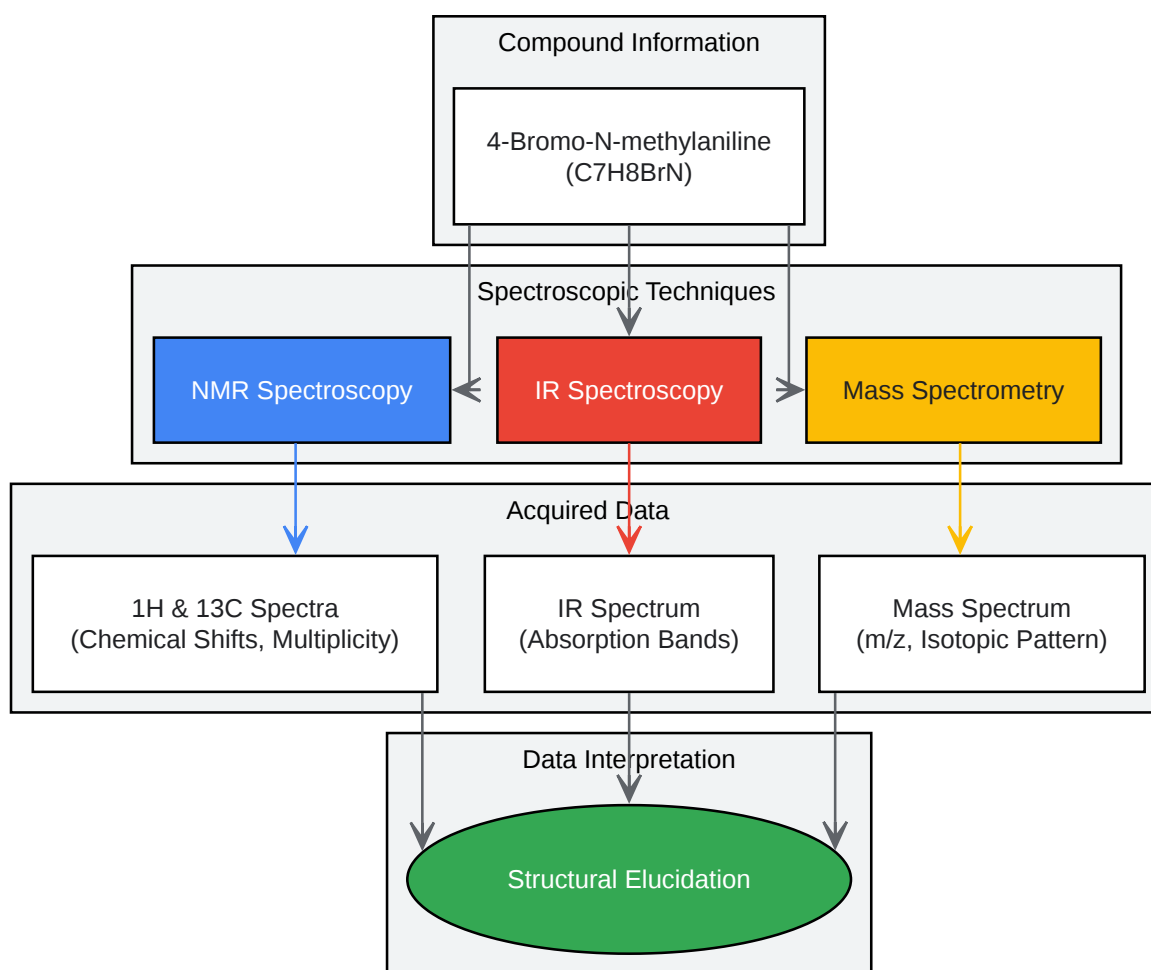 Compound Information
4-Bromo-N-methylaniline
(C7H8BrN)
Spectroscopic Techniques
NMR Spectroscopy
IR Spectroscopy
Mass Spectrometry
Acquired Data
1H & 13C Spectra
(Chemical Shifts, Multiplicity)
IR Spectrum
(Absorption Bands)
Mass Spectrum
(m/z, Isotopic Pattern)
Data Interpretation
Structural Elucidation